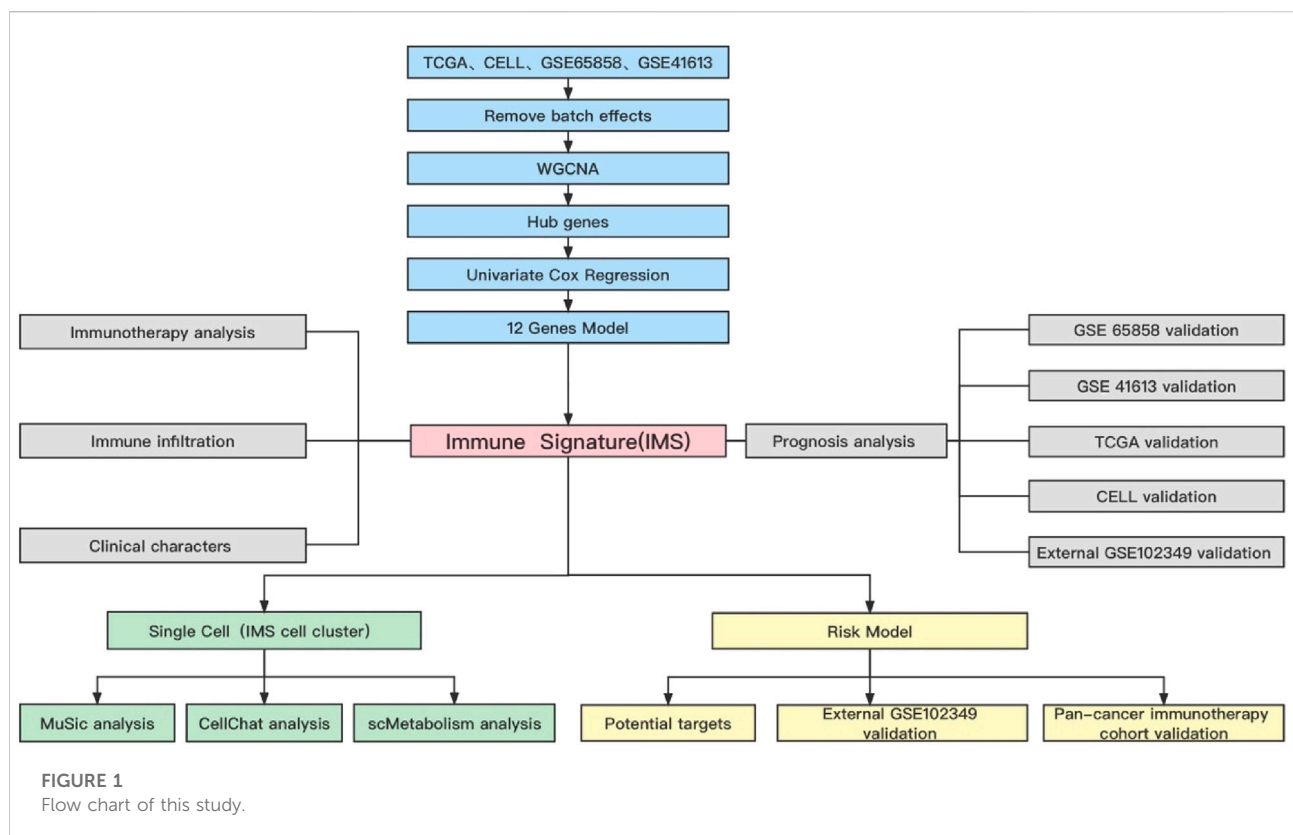 TCGA、CELL、GSE65858、GSE41613
Remove batch effects
WGCNA
Hub genes
Univariate Cox Regression
12 Genes Model
Immunotherapy analysis
Immune infiltration
Clinical characters
Immune Signature(IMS)
Prognosis analysis
GSE 65858 validation
GSE 41613 validation
TCGA validation
CELL validation
External GSE102349 validation
Single Cell（IMS cell cluster）
MuSic analysis
CellChat analysis
scMetabolism analysis
Risk Model
Potential targets
External GSE102349
validation
Pan-cancer immunotherapy
cohort validation
FIGURE 1
Flow chart of this study.